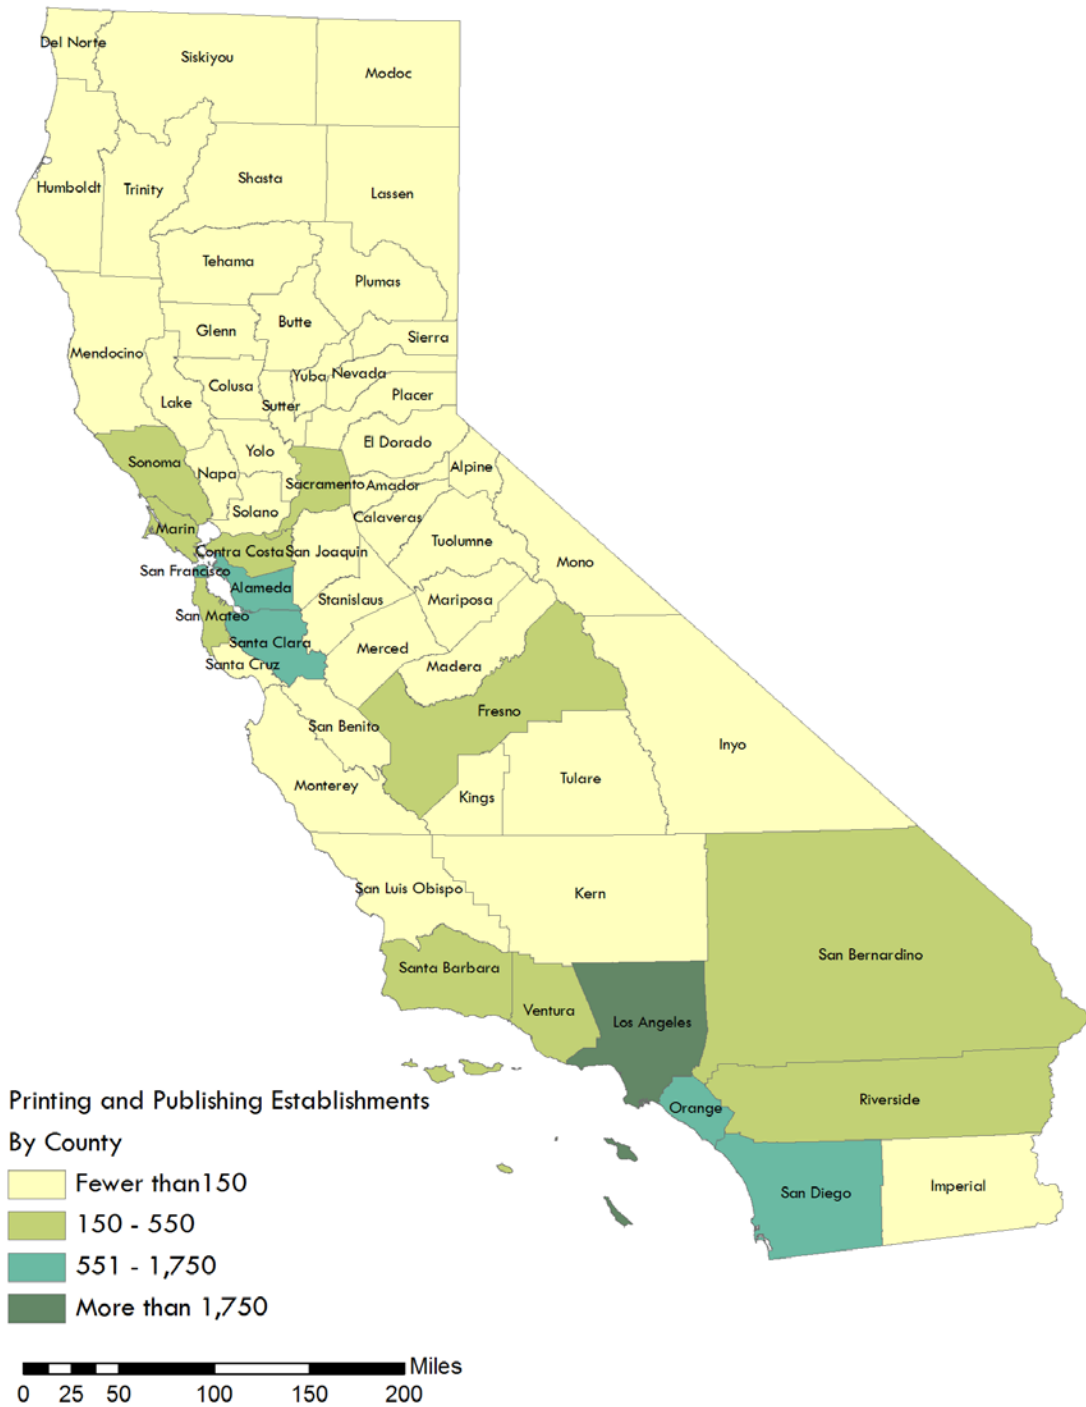 Del Norte
Siskiyou
Modoc
Humboldt
Trinity
Shasta
Lassen
Tehama
Plumas
Glenn
Butte
Sierra
Mendocino
Lake
Colusa
Sutter
Yuba
Nevada
Placer
El Dorado
Sonoma
Napa
Yolo
Sacramento
Amador
Alpine
Solano
Calaveras
Marin
Contra Costa
San Joaquin
Tuolumne
Mono
San Francisco
Alameda
Stanislaus
Mariposa
San Mateo
Santa Clara
Merced
Santa Cruz
Madera
San Benito
Fresno
Inyo
Monterey
Kings
Tulare
San Luis Obispo
Kern
Santa Barbara
San Bernardino
Ventura
Los Angeles
Orange
Riverside
San Diego
Imperial
Printing and Publishing Establishments
By County
Fewer than150
150 - 550
551 - 1,750
More than 1,750
Miles
0 25 50 100 150 200